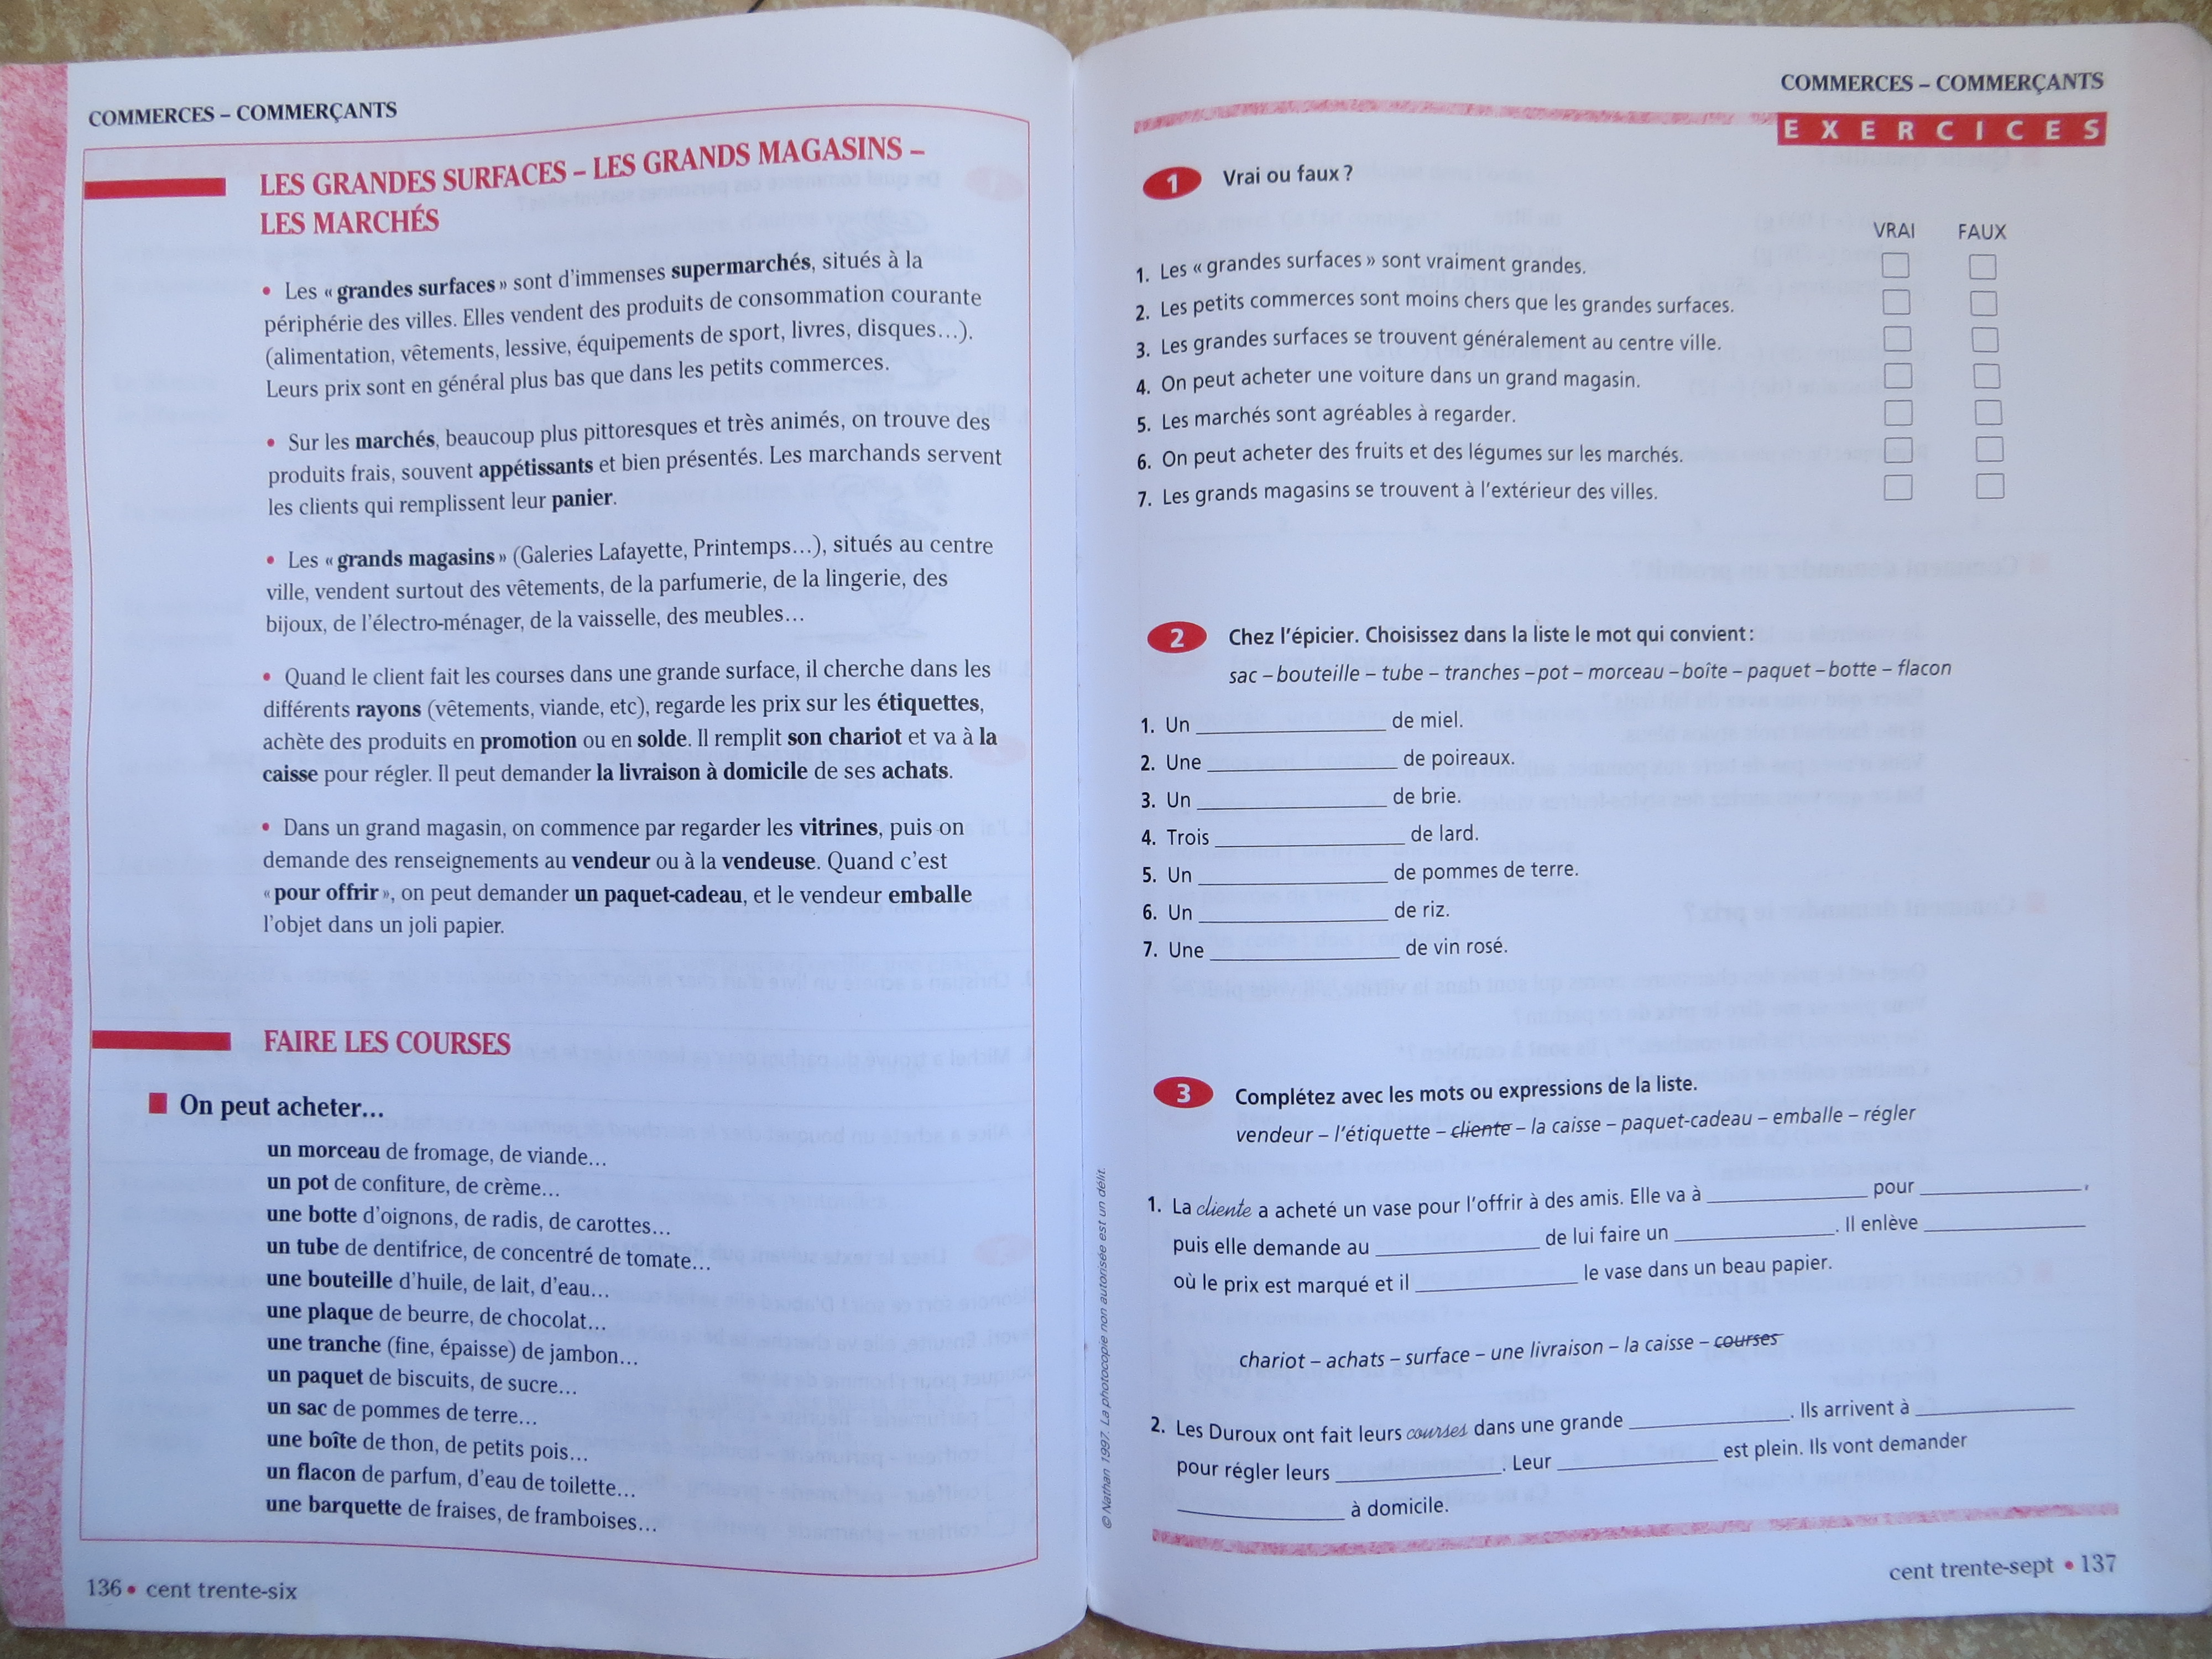 COMMERCES – COMMERÇANTS
LES GRANDES SURFACES – LES GRANDS MAGASINS –
LES MARCHÉS
• Les « grandes surfaces » sont d'immenses supermarchés, situés à la
périphérie des villes. Elles vendent des produits de consommation courante
(alimentation, vêtements, lessive, équipements de sport, livres, disques…).
Leurs prix sont en général plus bas que dans les petits commerces.
• Sur les marchés, beaucoup plus pittoresques et très animés, on trouve des
produits frais, souvent appétissants et bien présentés. Les marchands servent
les clients qui remplissent leur panier.
• Les « grands magasins » (Galeries Lafayette, Printemps…), situés au centre
ville, vendent surtout des vêtements, de la parfumerie, de la lingerie, des
bijoux, de l'électro-ménager, de la vaisselle, des meubles…
• Quand le client fait les courses dans une grande surface, il cherche dans les
différents rayons (vêtements, viande, etc), regarde les prix sur les étiquettes,
achète des produits en promotion ou en solde. Il remplit son chariot et va à la
caisse pour régler. Il peut demander la livraison à domicile de ses achats.
• Dans un grand magasin, on commence par regarder les vitrines, puis on
demande des renseignements au vendeur ou à la vendeuse. Quand c'est
« pour offrir », on peut demander un paquet-cadeau, et le vendeur emballe
l'objet dans un joli papier.
FAIRE LES COURSES
On peut acheter…
un morceau de fromage, de viande…
un pot de confiture, de crème…
une botte d'oignons, de radis, de carottes…
un tube de dentifrice, de concentré de tomate…
une bouteille d'huile, de lait, d'eau…
une plaque de beurre, de chocolat…
une tranche (fine, épaisse) de jambon…
un paquet de biscuits, de sucre…
un sac de pommes de terre…
une boîte de thon, de petits pois…
un flacon de parfum, d'eau de toilette…
une barquette de fraises, de framboises…
136 • cent trente-six
COMMERCES – COMMERÇANTS
EXERCICES
1 Vrai ou faux ?
VRAI FAUX
1. Les « grandes surfaces » sont vraiment grandes.
2. Les petits commerces sont moins chers que les grandes surfaces.
3. Les grandes surfaces se trouvent généralement au centre ville.
4. On peut acheter une voiture dans un grand magasin.
5. Les marchés sont agréables à regarder.
6. On peut acheter des fruits et des légumes sur les marchés.
7. Les grands magasins se trouvent à l'extérieur des villes.
2 Chez l'épicier. Choisissez dans la liste le mot qui convient :
sac – bouteille – tube – tranches – pot – morceau – boîte – paquet – botte – flacon
1. Un ________ de miel.
2. Une ________ de poireaux.
3. Un ________ de brie.
4. Trois ________ de lard.
5. Un ________ de pommes de terre.
6. Un ________ de riz.
7. Une ________ de vin rosé.
3 Complétez avec les mots ou expressions de la liste.
vendeur – l'étiquette – cliente – la caisse – paquet-cadeau – emballe – régler
1. La cliente a acheté un vase pour l'offrir à des amis. Elle va à ________ pour ________,
puis elle demande au ________ de lui faire un ________. Il enlève ________
où le prix est marqué et il ________ le vase dans un beau papier.
chariot – achats – surface – une livraison – la caisse – courses
2. Les Duroux ont fait leurs courses dans une grande ________. Ils arrivent à ________
pour régler leurs ________. Leur ________ est plein. Ils vont demander
________ à domicile.
© Nathan 1997. La photocopie non autorisée est un délit.
cent trente-sept • 137